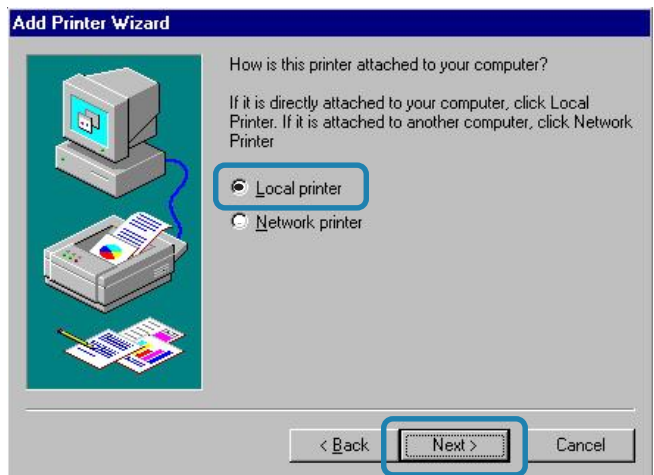 Add Printer Wizard
How is this printer attached to your computer?
If it is directly attached to your computer, click Local
Printer. If it is attached to another computer, click Network
Printer
Local printer
Network printer
< Back
Next >
Cancel